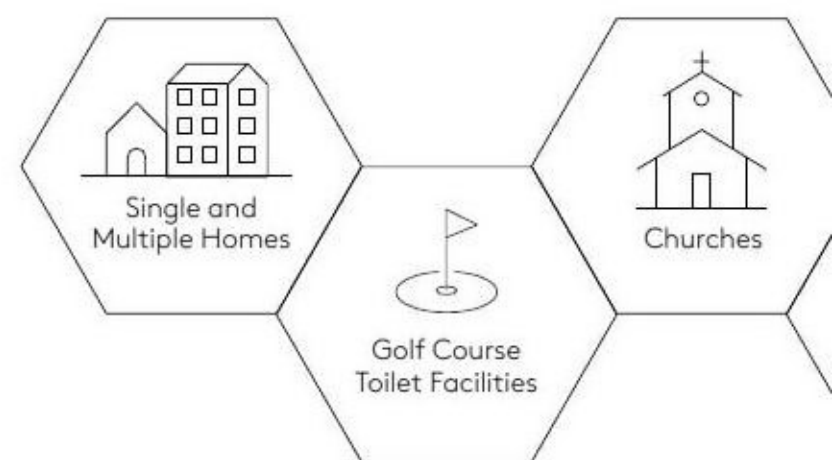 Single and
Multiple Homes
Golf Course
Toilet Facilities
Churches